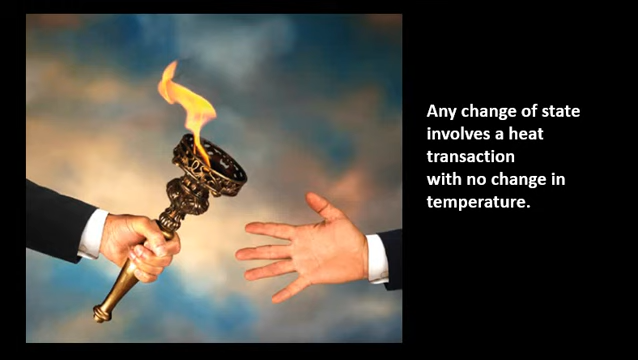 Any change of state
involves a heat
transaction
with no change in
temperature.